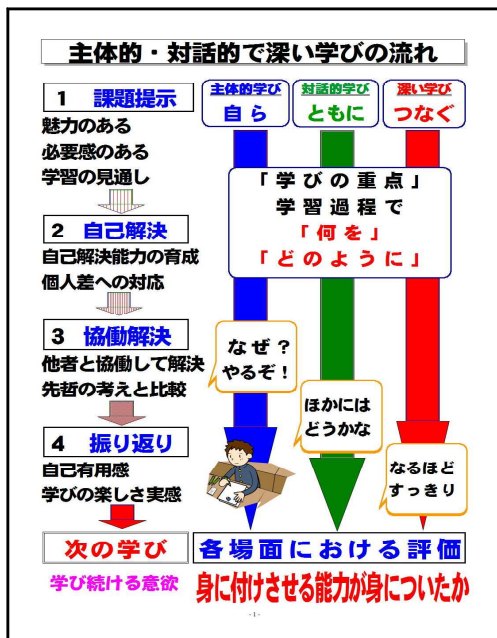 主体的・対話的で深い学びの流れ
1 課題提示
魅力のある
必要感のある
学習の見通し
2 自己解決
自己解決能力の育成
個人差への対応
3 協働解決
他者と協働して解決
先哲の考えと比較
4 振り返り
自己有用感
学びの楽しさ実感
次の学び
学び続ける意欲
主体的学び
自ら
対話的学び
ともに
深い学び
つなぐ
「学びの重点」
学習過程で
「何を」
「どのように」
なぜ？
やるぞ！
ほかには
どうかな
なるほど
すっきり
各場面における評価
身に付けさせる能力が身についたか
- 1 -